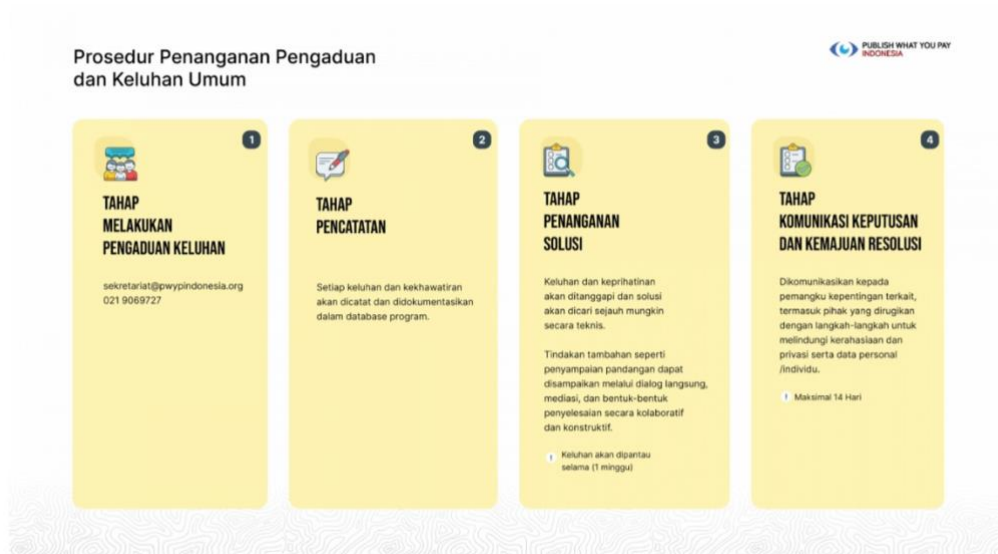 Prosedur Penanganan Pengaduan
dan Keluhan Umum
PUBLISH WHAT YOU PAY
INDONESIA
1
TAHAP
MELAKUKAN
PENGADUAN KELUHAN
sekretariat@pwypindonesia.org
021 9069727
2
TAHAP
PENCATATAN
Setiap keluhan dan kekhawatiran
akan dicatat dan didokumentasikan
dalam database program.
3
TAHAP
PENANGANAN
SOLUSI
Keluhan dan keprihatinan
akan ditanggapi dan solusi
akan dicari sejauh mungkin
secara teknis.
Tindakan tambahan seperti
penyampaian pandangan dapat
disampaikan melalui dialog langsung,
mediasi, dan bentuk-bentuk
penyelesaian secara kolaboratif
dan konstruktif.
! Keluhan akan dipantau
selama (1 minggu)
4
TAHAP
KOMUNIKASI KEPUTUSAN
DAN KEMAJUAN RESOLUSI
Dikomunikasikan kepada
pemangku kepentingan terkait,
termasuk pihak yang dirugikan
dengan langkah-langkah untuk
melindungi kerahasiaan dan
privasi serta data personal
/individu.
! Maksimal 14 Hari